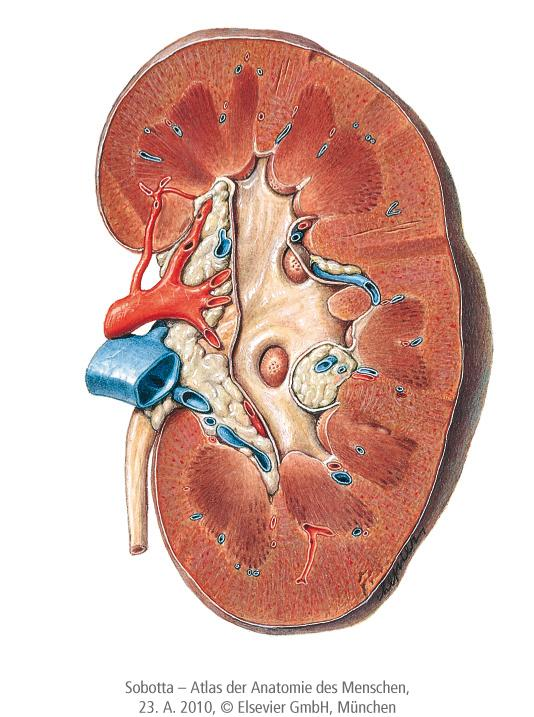 Sobotta – Atlas der Anatomie des Menschen,
23. A. 2010, © Elsevier GmbH, München